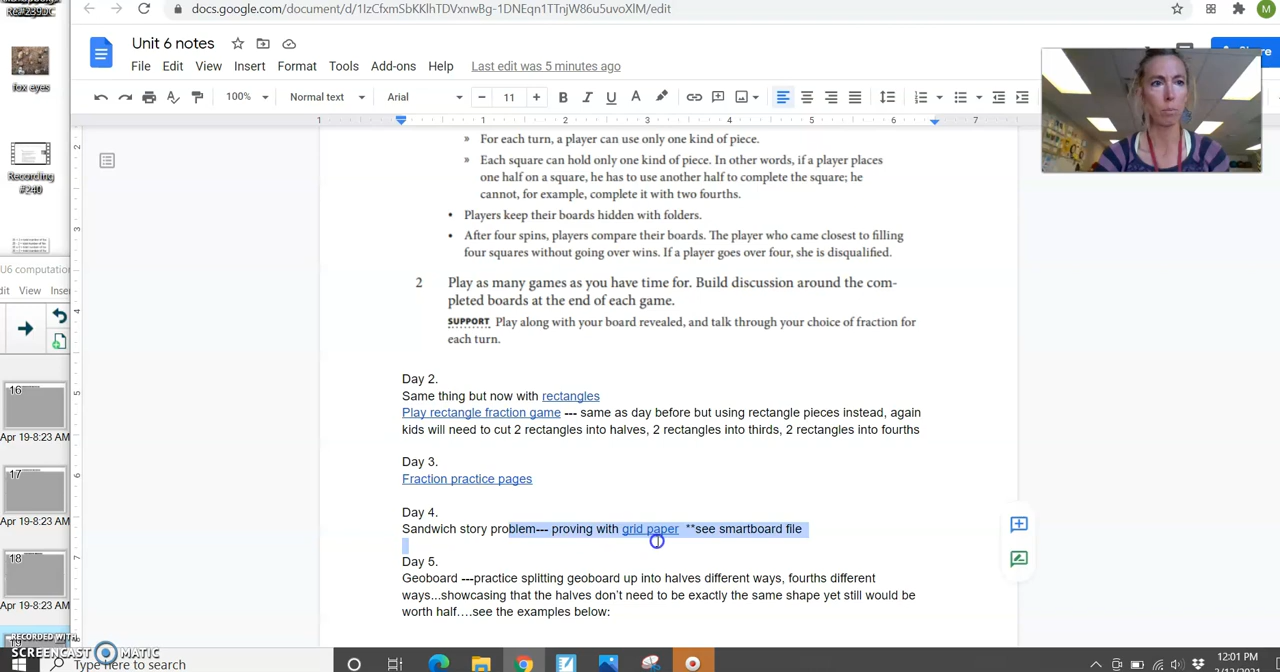 docs.google.com/document/d/1IzCfxmSbKKlhTDVxnwBg-1DNEqn1TTnjW86u5uvoXlM/edit
#239DC
Unit 6 notes
M
Share
File Edit View Insert Format Tools Add-ons Help Last edit was 5 minutes ago
fox eyes
100% Normal text Arial 11
1 1 2 3 4 5 6 7
» For each turn, a player can use only one kind of piece.
» Each square can hold only one kind of piece. In other words, if a player places
one half on a square, he has to use another half to complete the square; he
cannot, for example, complete it with two fourths.
Recording
#240
• Players keep their boards hidden with folders.
• After four spins, players compare their boards. The player who came closest to filling
four squares without going over wins. If a player goes over four, she is disqualified.
U6 computation
dit View Inse
2 Play as many games as you have time for. Build discussion around the com-
pleted boards at the end of each game.
SUPPORT Play along with your board revealed, and talk through your choice of fraction for
each turn.
Day 2.
Same thing but now with rectangles
Play rectangle fraction game --- same as day before but using rectangle pieces instead, again
kids will need to cut 2 rectangles into halves, 2 rectangles into thirds, 2 rectangles into fourths
16
Apr 19-8:23 AM
Day 3.
Fraction practice pages
17
Apr 19-8:23 AM
Day 4.
Sandwich story problem--- proving with grid paper **see smartboard file
18
Apr 19-8:23 AM
Day 5.
Geoboard ---practice splitting geoboard up into halves different ways, fourths different
ways...showcasing that the halves don't need to be exactly the same shape yet still would be
worth half….see the examples below:
RECORDED WITH
SCREENCAST MATIC
Type here to search
12:01 PM